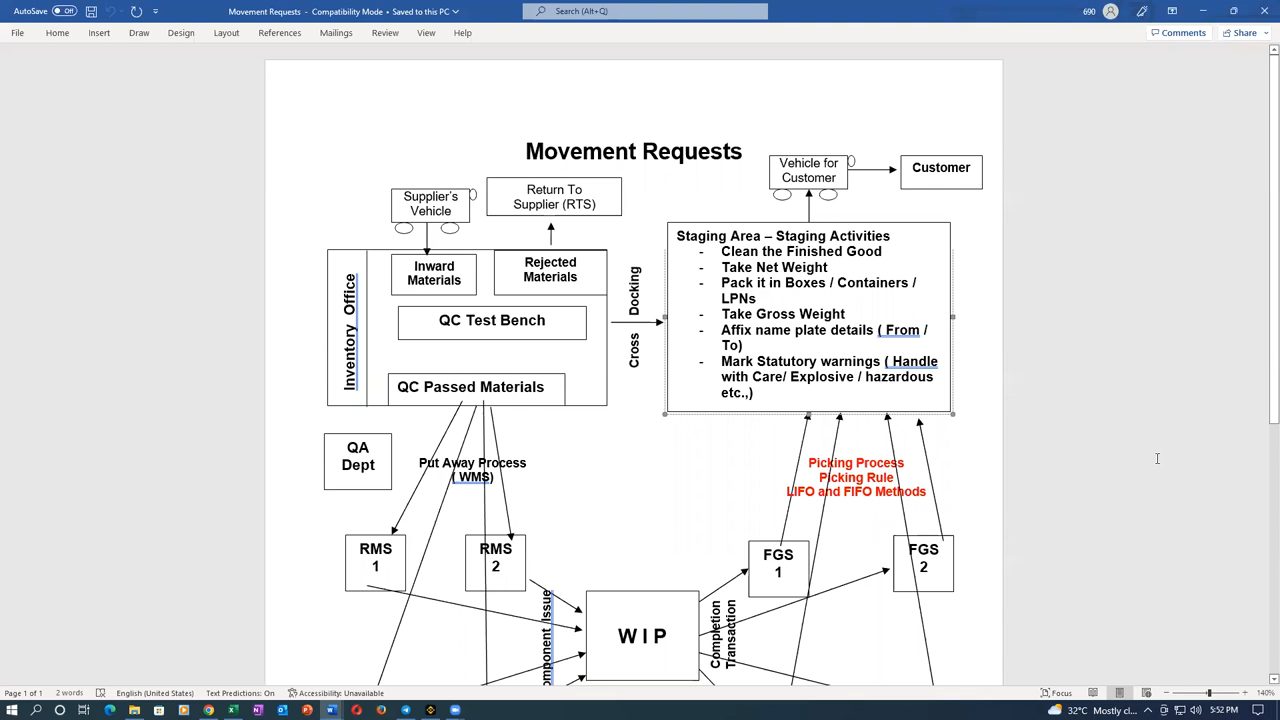 AutoSave Off
Movement Requests - Compatibility Mode • Saved to this PC
Search (Alt+Q)
690
File Home Insert Draw Design Layout References Mailings Review View Help
Comments Share
Movement Requests
Vehicle for
Customer
Customer
Supplier's
Vehicle
Return To
Supplier (RTS)
Inventory Office
Inward
Materials
Rejected
Materials
QC Test Bench
QC Passed Materials
Cross Docking
Staging Area – Staging Activities
- Clean the Finished Good
- Take Net Weight
- Pack it in Boxes / Containers /
LPNs
- Take Gross Weight
- Affix name plate details ( From /
To)
- Mark Statutory warnings ( Handle
with Care/ Explosive / hazardous
etc.,)
QA
Dept
Put Away Process
( WMS)
Picking Process
Picking Rule
LIFO and FIFO Methods
RMS
1
RMS
2
FGS
1
FGS
2
omponent Issue
W I P
Completion
Transaction
Page 1 of 1 2 words English (United States) Text Predictions: On Accessibility: Unavailable
Focus 140%
32°C Mostly cl... ENG 5:52 PM